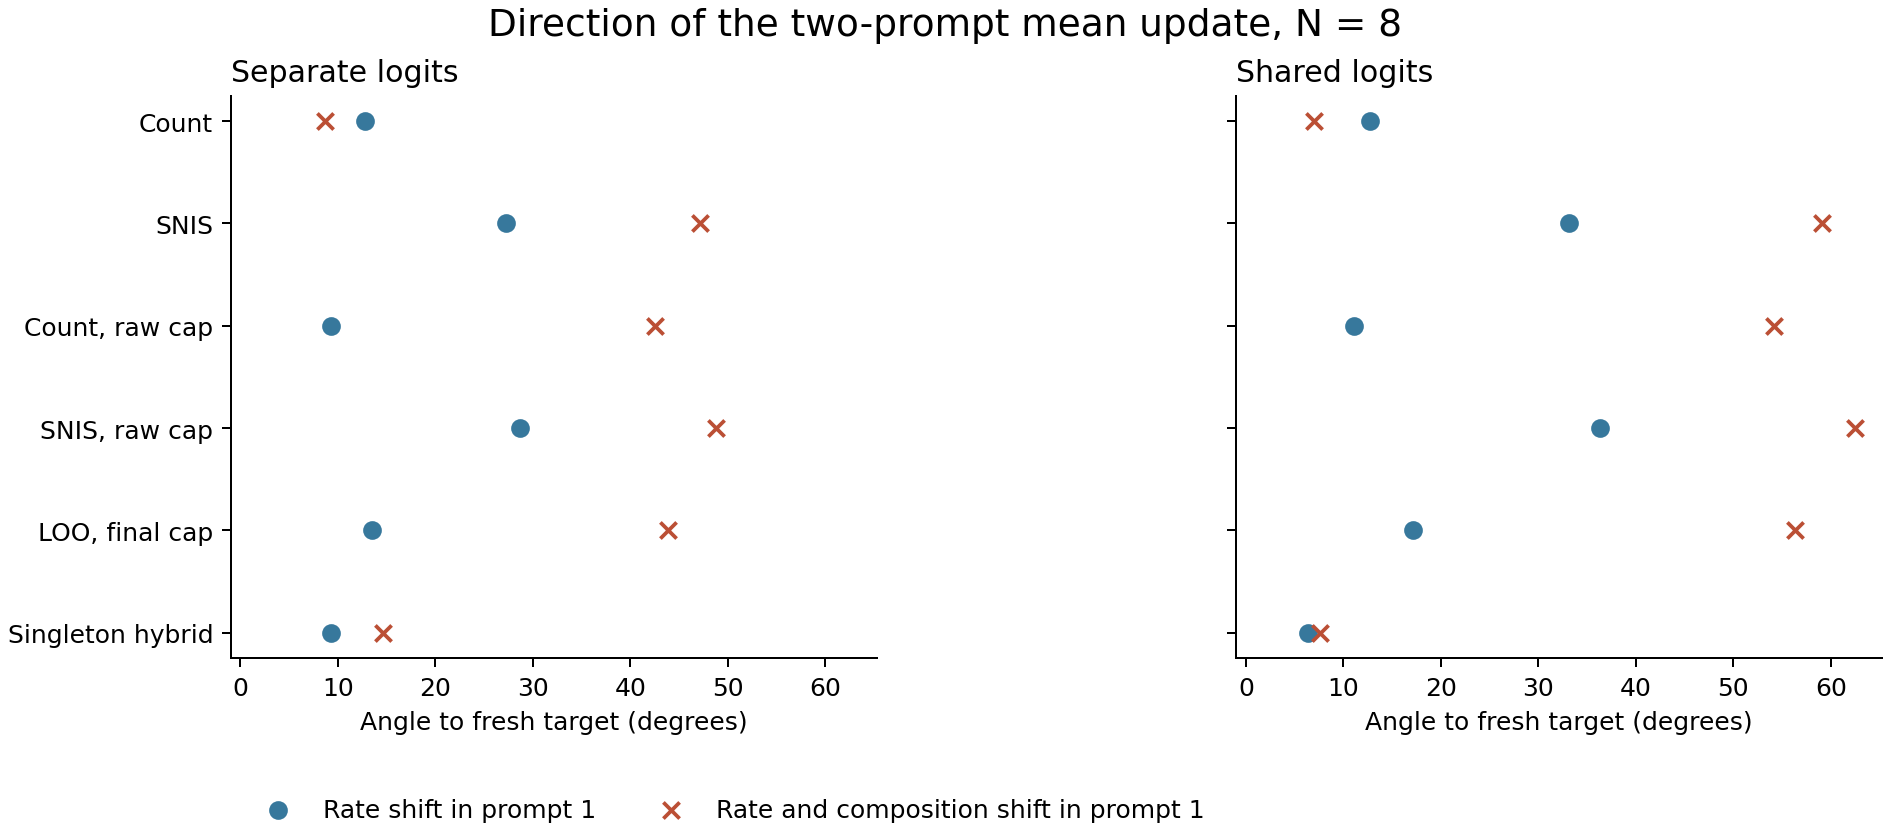 Direction of the two-prompt mean update, N = 8
Separate logits
Shared logits
Count
SNIS
Count, raw cap
SNIS, raw cap
LOO, final cap
Singleton hybrid
0 10 20 30 40 50 60
0 10 20 30 40 50 60
Angle to fresh target (degrees)
Angle to fresh target (degrees)
Rate shift in prompt 1
Rate and composition shift in prompt 1